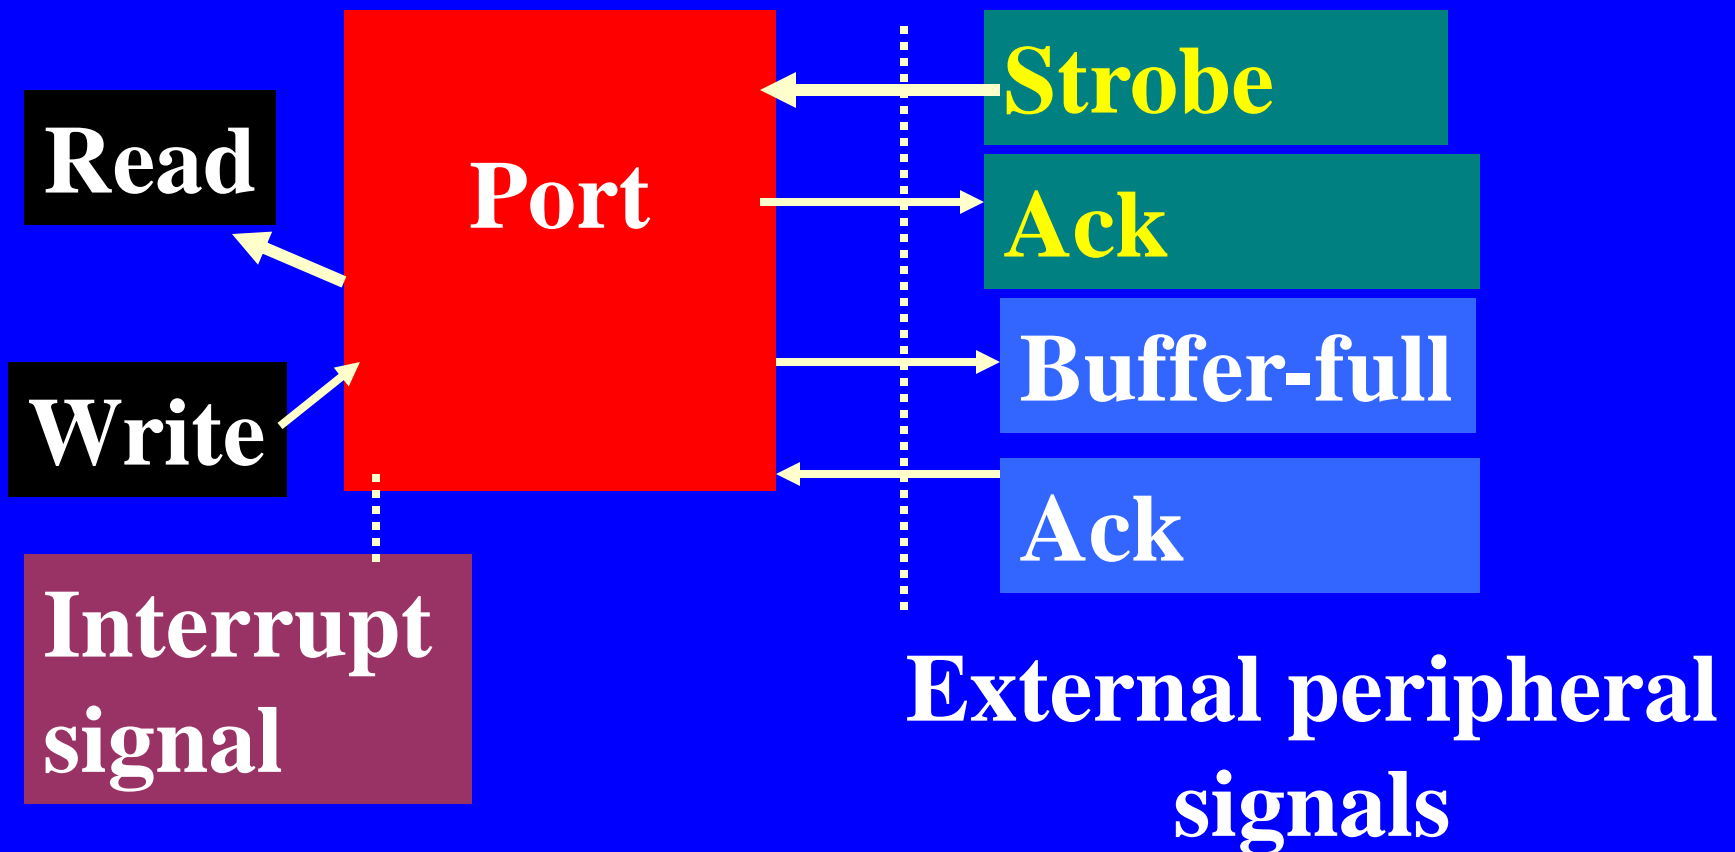 Strobe
Read
Port
Ack
Buffer-full
Write
Ack
Interrupt
signal
External peripheral
signals